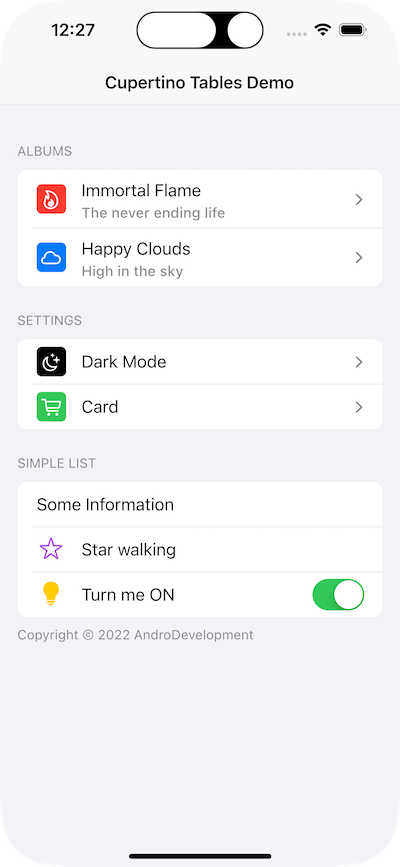 12:27
Cupertino Tables Demo
ALBUMS
Immortal Flame
The never ending life
Happy Clouds
High in the sky
SETTINGS
Dark Mode
Card
SIMPLE LIST
Some Information
Star walking
Turn me ON
Copyright © 2022 AndroDevelopment